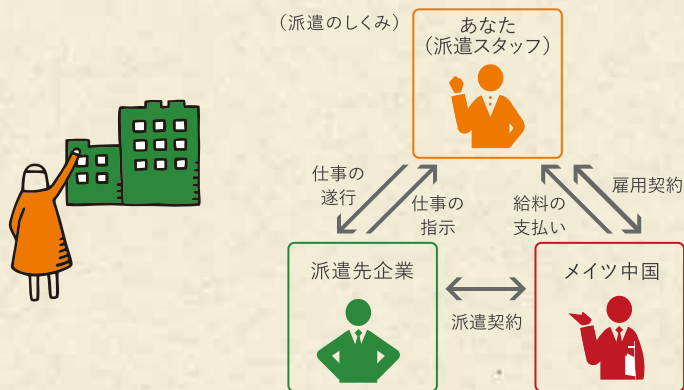 （派遣のしくみ）
あなた
（派遣スタッフ）
仕事の
遂行
仕事の
指示
給料の
支払い
雇用契約
派遣先企業
派遣契約
メイツ中国